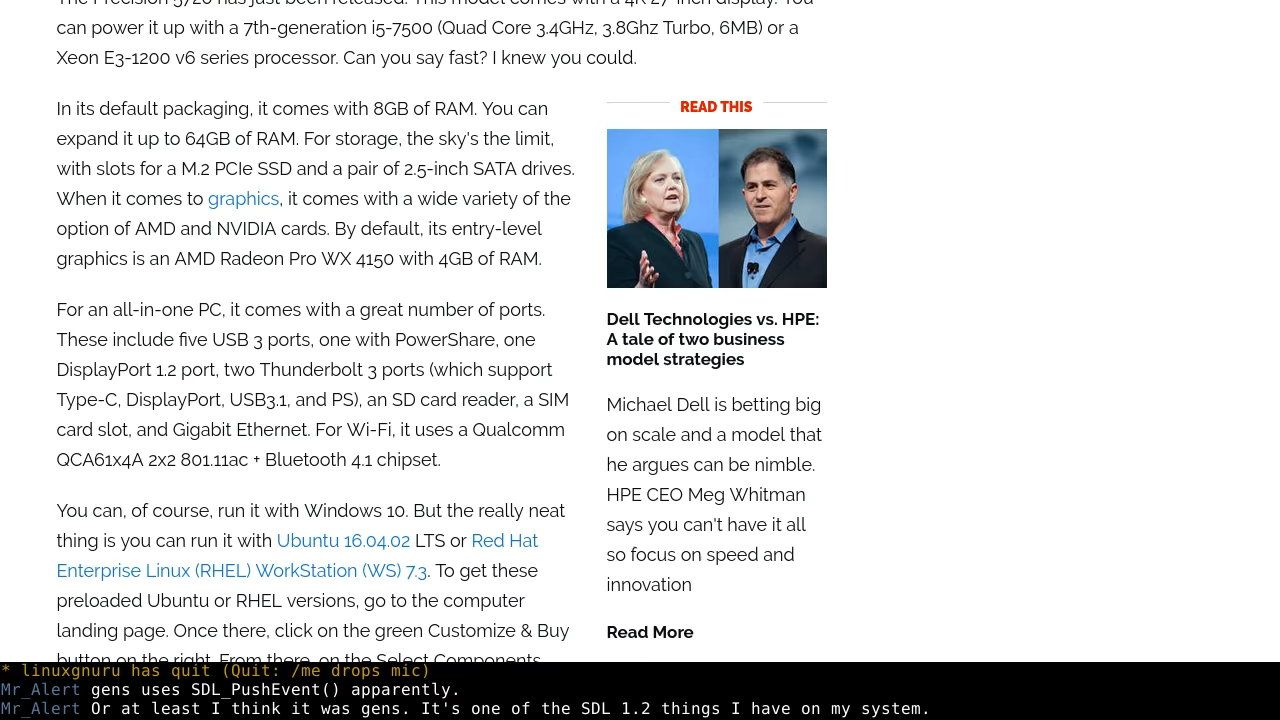 The Precision 5720 has just been released. This model comes with a 4K 27-inch display. You
can power it up with a 7th-generation i5-7500 (Quad Core 3.4GHz, 3.8Ghz Turbo, 6MB) or a
Xeon E3-1200 v6 series processor. Can you say fast? I knew you could.
In its default packaging, it comes with 8GB of RAM. You can
expand it up to 64GB of RAM. For storage, the sky's the limit,
with slots for a M.2 PCIe SSD and a pair of 2.5-inch SATA drives.
When it comes to graphics, it comes with a wide variety of the
option of AMD and NVIDIA cards. By default, its entry-level
graphics is an AMD Radeon Pro WX 4150 with 4GB of RAM.
For an all-in-one PC, it comes with a great number of ports.
These include five USB 3 ports, one with PowerShare, one
DisplayPort 1.2 port, two Thunderbolt 3 ports (which support
Type-C, DisplayPort, USB3.1, and PS), an SD card reader, a SIM
card slot, and Gigabit Ethernet. For Wi-Fi, it uses a Qualcomm
QCA61x4A 2x2 801.11ac + Bluetooth 4.1 chipset.
You can, of course, run it with Windows 10. But the really neat
thing is you can run it with Ubuntu 16.04.02 LTS or Red Hat
Enterprise Linux (RHEL) WorkStation (WS) 7.3. To get these
preloaded Ubuntu or RHEL versions, go to the computer
landing page. Once there, click on the green Customize & Buy
button on the right. From there, on the Select Components
READ THIS
Dell Technologies vs. HPE:
A tale of two business
model strategies
Michael Dell is betting big
on scale and a model that
he argues can be nimble.
HPE CEO Meg Whitman
says you can't have it all
so focus on speed and
innovation
Read More
* linuxgnuru has quit (Quit: /me drops mic)
Mr_Alert gens uses SDL_PushEvent() apparently.
Mr_Alert Or at least I think it was gens. It's one of the SDL 1.2 things I have on my system.